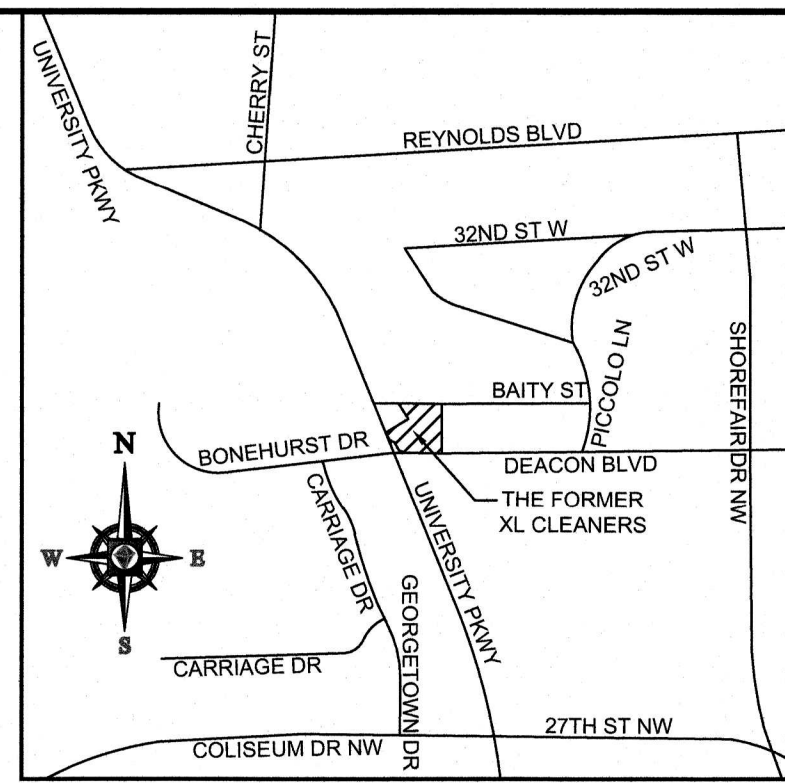 UNIVERSITY PKWY
CHERRY ST
REYNOLDS BLVD
32ND ST W
32ND ST W
PICCOLO LN
SHOREFAIR DR NW
BAITY ST
BONEHURST DR
DEACON BLVD
THE FORMER
XL CLEANERS
N
W
E
S
CARRIAGE DR
UNIVERSITY PKWY
GEORGETOWN DR
CARRIAGE DR
27TH ST NW
COLISEUM DR NW